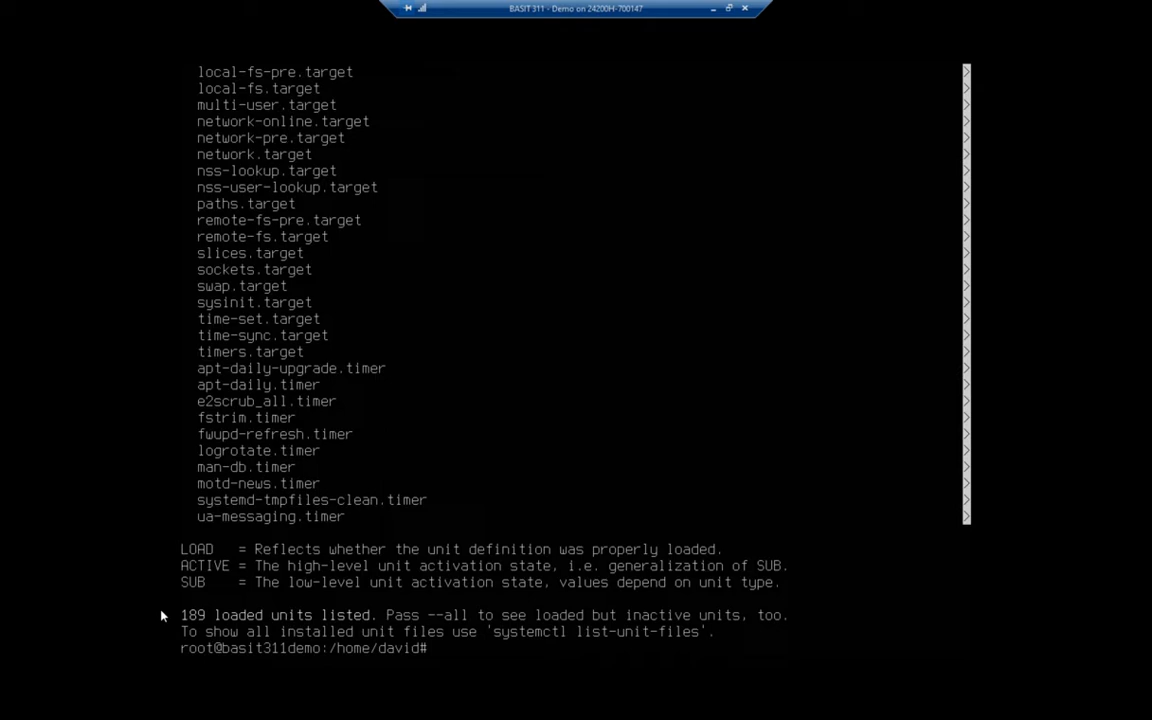 BASIT 311 - Demo on 24200H-700147
local-fs-pre.target >
local-fs.target >
multi-user.target >
network-online.target >
network-pre.target >
network.target >
nss-lookup.target >
nss-user-lookup.target >
paths.target >
remote-fs-pre.target >
remote-fs.target >
slices.target >
sockets.target >
swap.target >
sysinit.target >
time-set.target >
time-sync.target >
timers.target >
apt-daily-upgrade.timer >
apt-daily.timer >
e2scrub_all.timer >
fstrim.timer >
fwupd-refresh.timer >
logrotate.timer >
man-db.timer >
motd-news.timer >
systemd-tmpfiles-clean.timer >
ua-messaging.timer >
LOAD   = Reflects whether the unit definition was properly loaded.
ACTIVE = The high-level unit activation state, i.e. generalization of SUB.
SUB    = The low-level unit activation state, values depend on unit type.
189 loaded units listed. Pass --all to see loaded but inactive units, too.
To show all installed unit files use 'systemctl list-unit-files'.
root@basit311demo:/home/david#